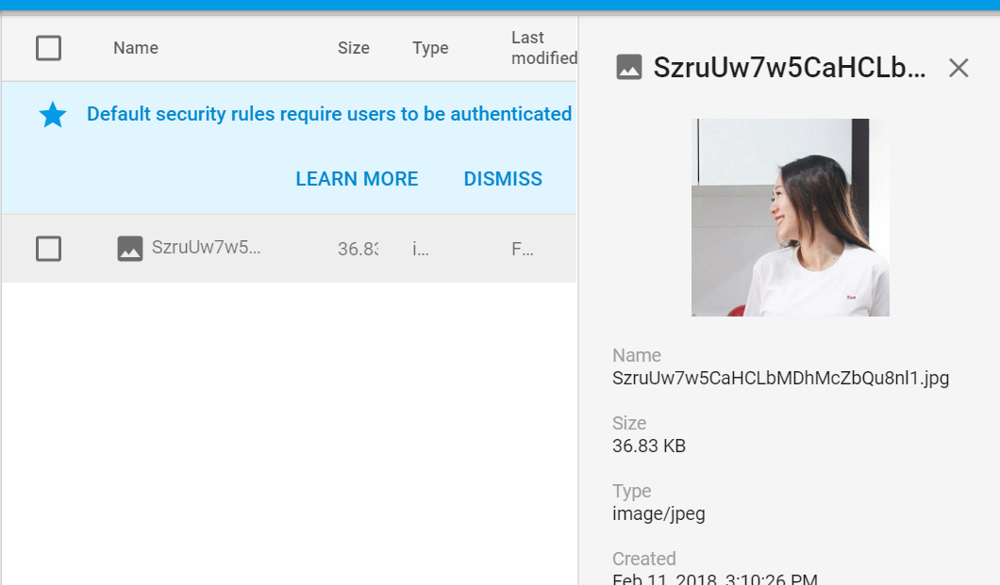 Name
Size
Type
Last
modified
Default security rules require users to be authenticated
LEARN MORE
DISMISS
SzruUw7w5...
36.83
i...
F...
SzruUw7w5CaHCLb...
Name
SzruUw7w5CaHCLbMDhMcZbQu8nl1.jpg
Size
36.83 KB
Type
image/jpeg
Created
Feb 11, 2018, 3:10:26 PM